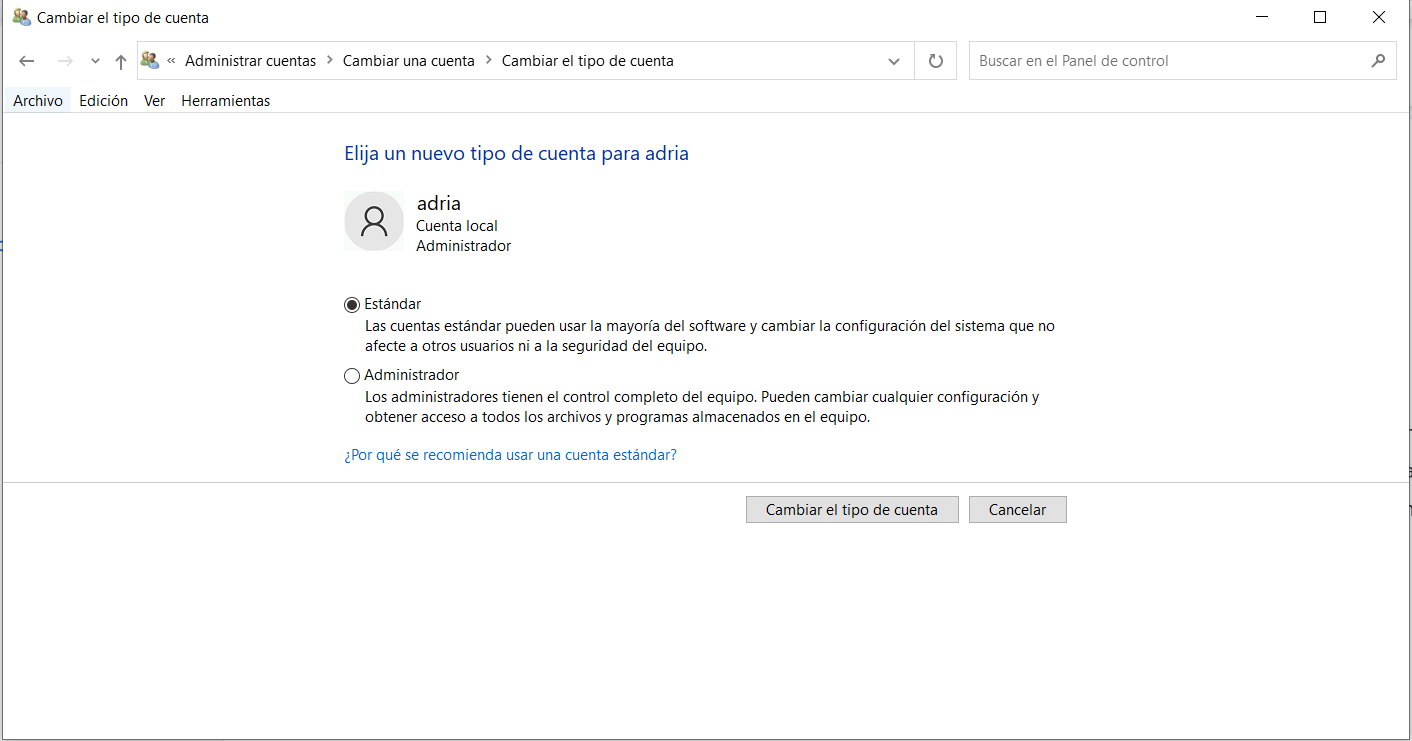 Cambiar el tipo de cuenta
« Administrar cuentas > Cambiar una cuenta > Cambiar el tipo de cuenta
Buscar en el Panel de control
Archivo Edición Ver Herramientas
Elija un nuevo tipo de cuenta para adria
adria
Cuenta local
Administrador
Estándar
Las cuentas estándar pueden usar la mayoría del software y cambiar la configuración del sistema que no
afecte a otros usuarios ni a la seguridad del equipo.
Administrador
Los administradores tienen el control completo del equipo. Pueden cambiar cualquier configuración y
obtener acceso a todos los archivos y programas almacenados en el equipo.
¿Por qué se recomienda usar una cuenta estándar?
Cambiar el tipo de cuenta
Cancelar